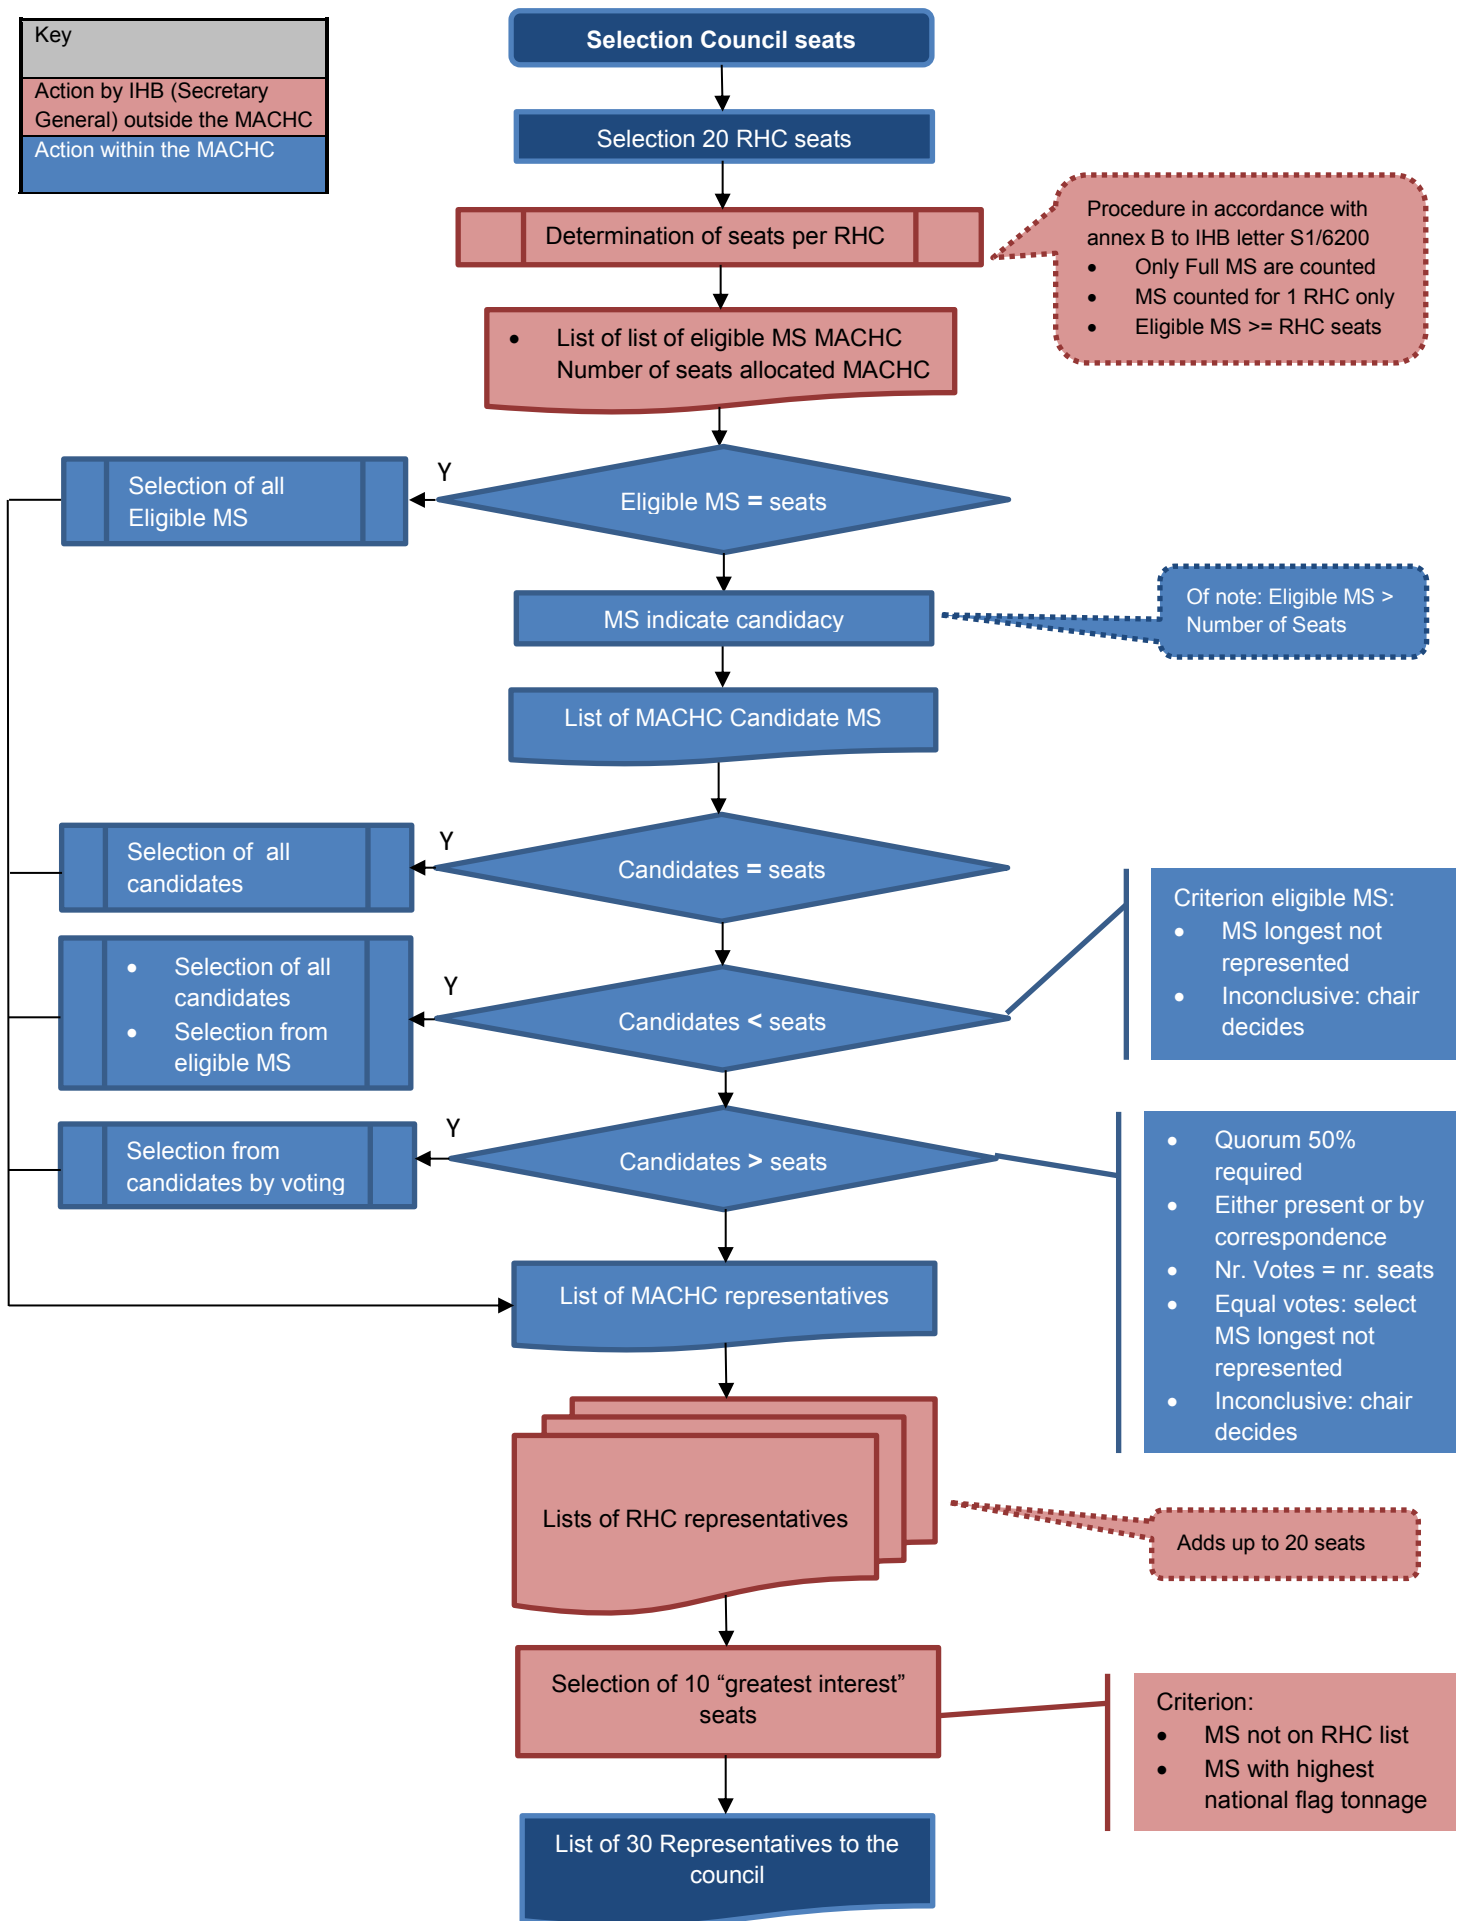 Key
Action by IHB (Secretary
General) outside the MACHC
Action within the MACHC
Selection Council seats
Selection 20 RHC seats
Determination of seats per RHC
Procedure in accordance with
annex B to IHB letter S1/6200
• Only Full MS are counted
• MS counted for 1 RHC only
• Eligible MS >= RHC seats
• List of list of eligible MS MACHC
Number of seats allocated MACHC
Eligible MS = seats
Y
Selection of all
Eligible MS
MS indicate candidacy
Of note: Eligible MS >
Number of Seats
List of MACHC Candidate MS
Candidates = seats
Y
Selection of all
candidates
Candidates < seats
Y
• Selection of all
candidates
• Selection from
eligible MS
Criterion eligible MS:
• MS longest not
represented
• Inconclusive: chair
decides
Candidates > seats
Y
Selection from
candidates by voting
• Quorum 50%
required
• Either present or by
correspondence
• Nr. Votes = nr. seats
• Equal votes: select
MS longest not
represented
• Inconclusive: chair
decides
List of MACHC representatives
Lists of RHC representatives
Adds up to 20 seats
Selection of 10 “greatest interest”
seats
Criterion:
• MS not on RHC list
• MS with highest
national flag tonnage
List of 30 Representatives to the
council